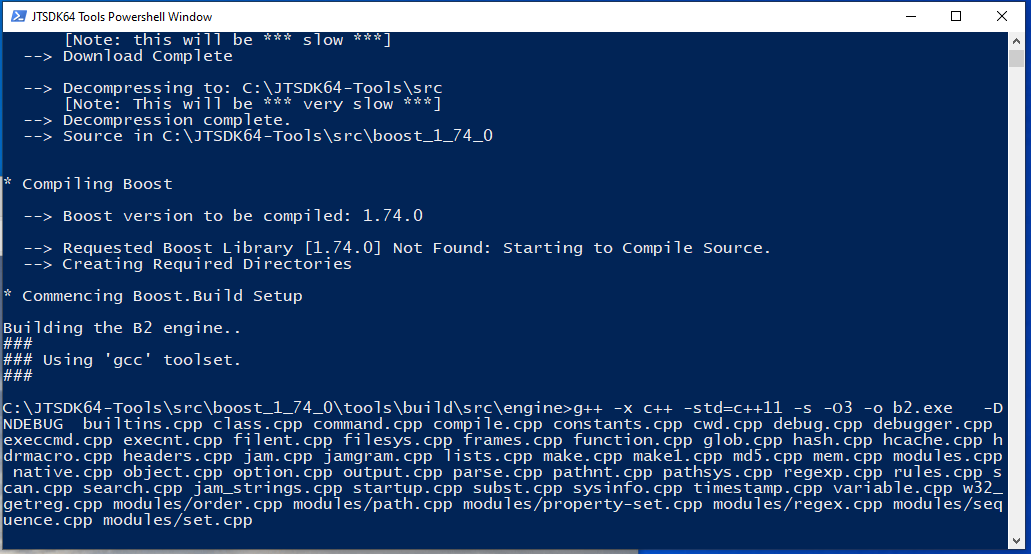 JTSDK64 Tools Powershell Window
[Note: this will be *** slow ***]
--> Download Complete
--> Decompressing to: C:\JTSDK64-Tools\src
[Note: This will be *** very slow ***]
--> Decompression complete.
--> Source in C:\JTSDK64-Tools\src\boost_1_74_0
* Compiling Boost
--> Boost version to be compiled: 1.74.0
--> Requested Boost Library [1.74.0] Not Found: Starting to Compile Source.
--> Creating Required Directories
* Commencing Boost.Build Setup
Building the B2 engine..
###
### Using 'gcc' toolset.
###
C:\JTSDK64-Tools\src\boost_1_74_0\tools\build\src\engine>g++ -x c++ -std=c++11 -s -O3 -o b2.exe   -D
NDEBUG  builtins.cpp class.cpp command.cpp compile.cpp constants.cpp cwd.cpp debug.cpp debugger.cpp
execcmd.cpp execnt.cpp filent.cpp filesys.cpp frames.cpp function.cpp glob.cpp hash.cpp hcache.cpp h
drmacro.cpp headers.cpp jam.cpp jamgram.cpp lists.cpp make.cpp make1.cpp md5.cpp mem.cpp modules.cpp
native.cpp object.cpp option.cpp output.cpp parse.cpp pathnt.cpp pathsys.cpp regexp.cpp rules.cpp s
can.cpp search.cpp jam_strings.cpp startup.cpp subst.cpp sysinfo.cpp timestamp.cpp variable.cpp w32_
getreg.cpp modules/order.cpp modules/path.cpp modules/property-set.cpp modules/regex.cpp modules/seq
uence.cpp modules/set.cpp